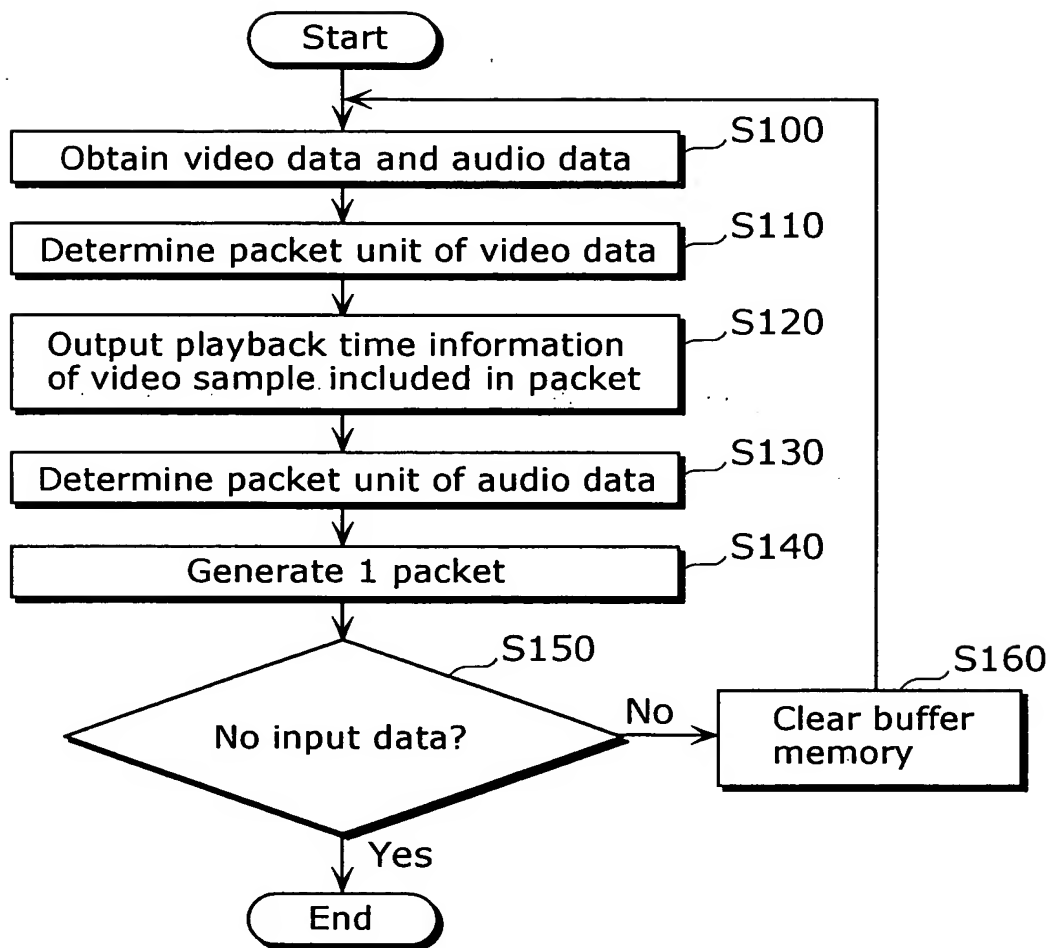 Start
S100
Obtain video data and audio data
S110
Determine packet unit of video data
S120
Output playback time information
of video sample included in packet
S130
Determine packet unit of audio data
S140
Generate 1 packet
S150
No input data?
No
S160
Clear buffer
memory
Yes
End